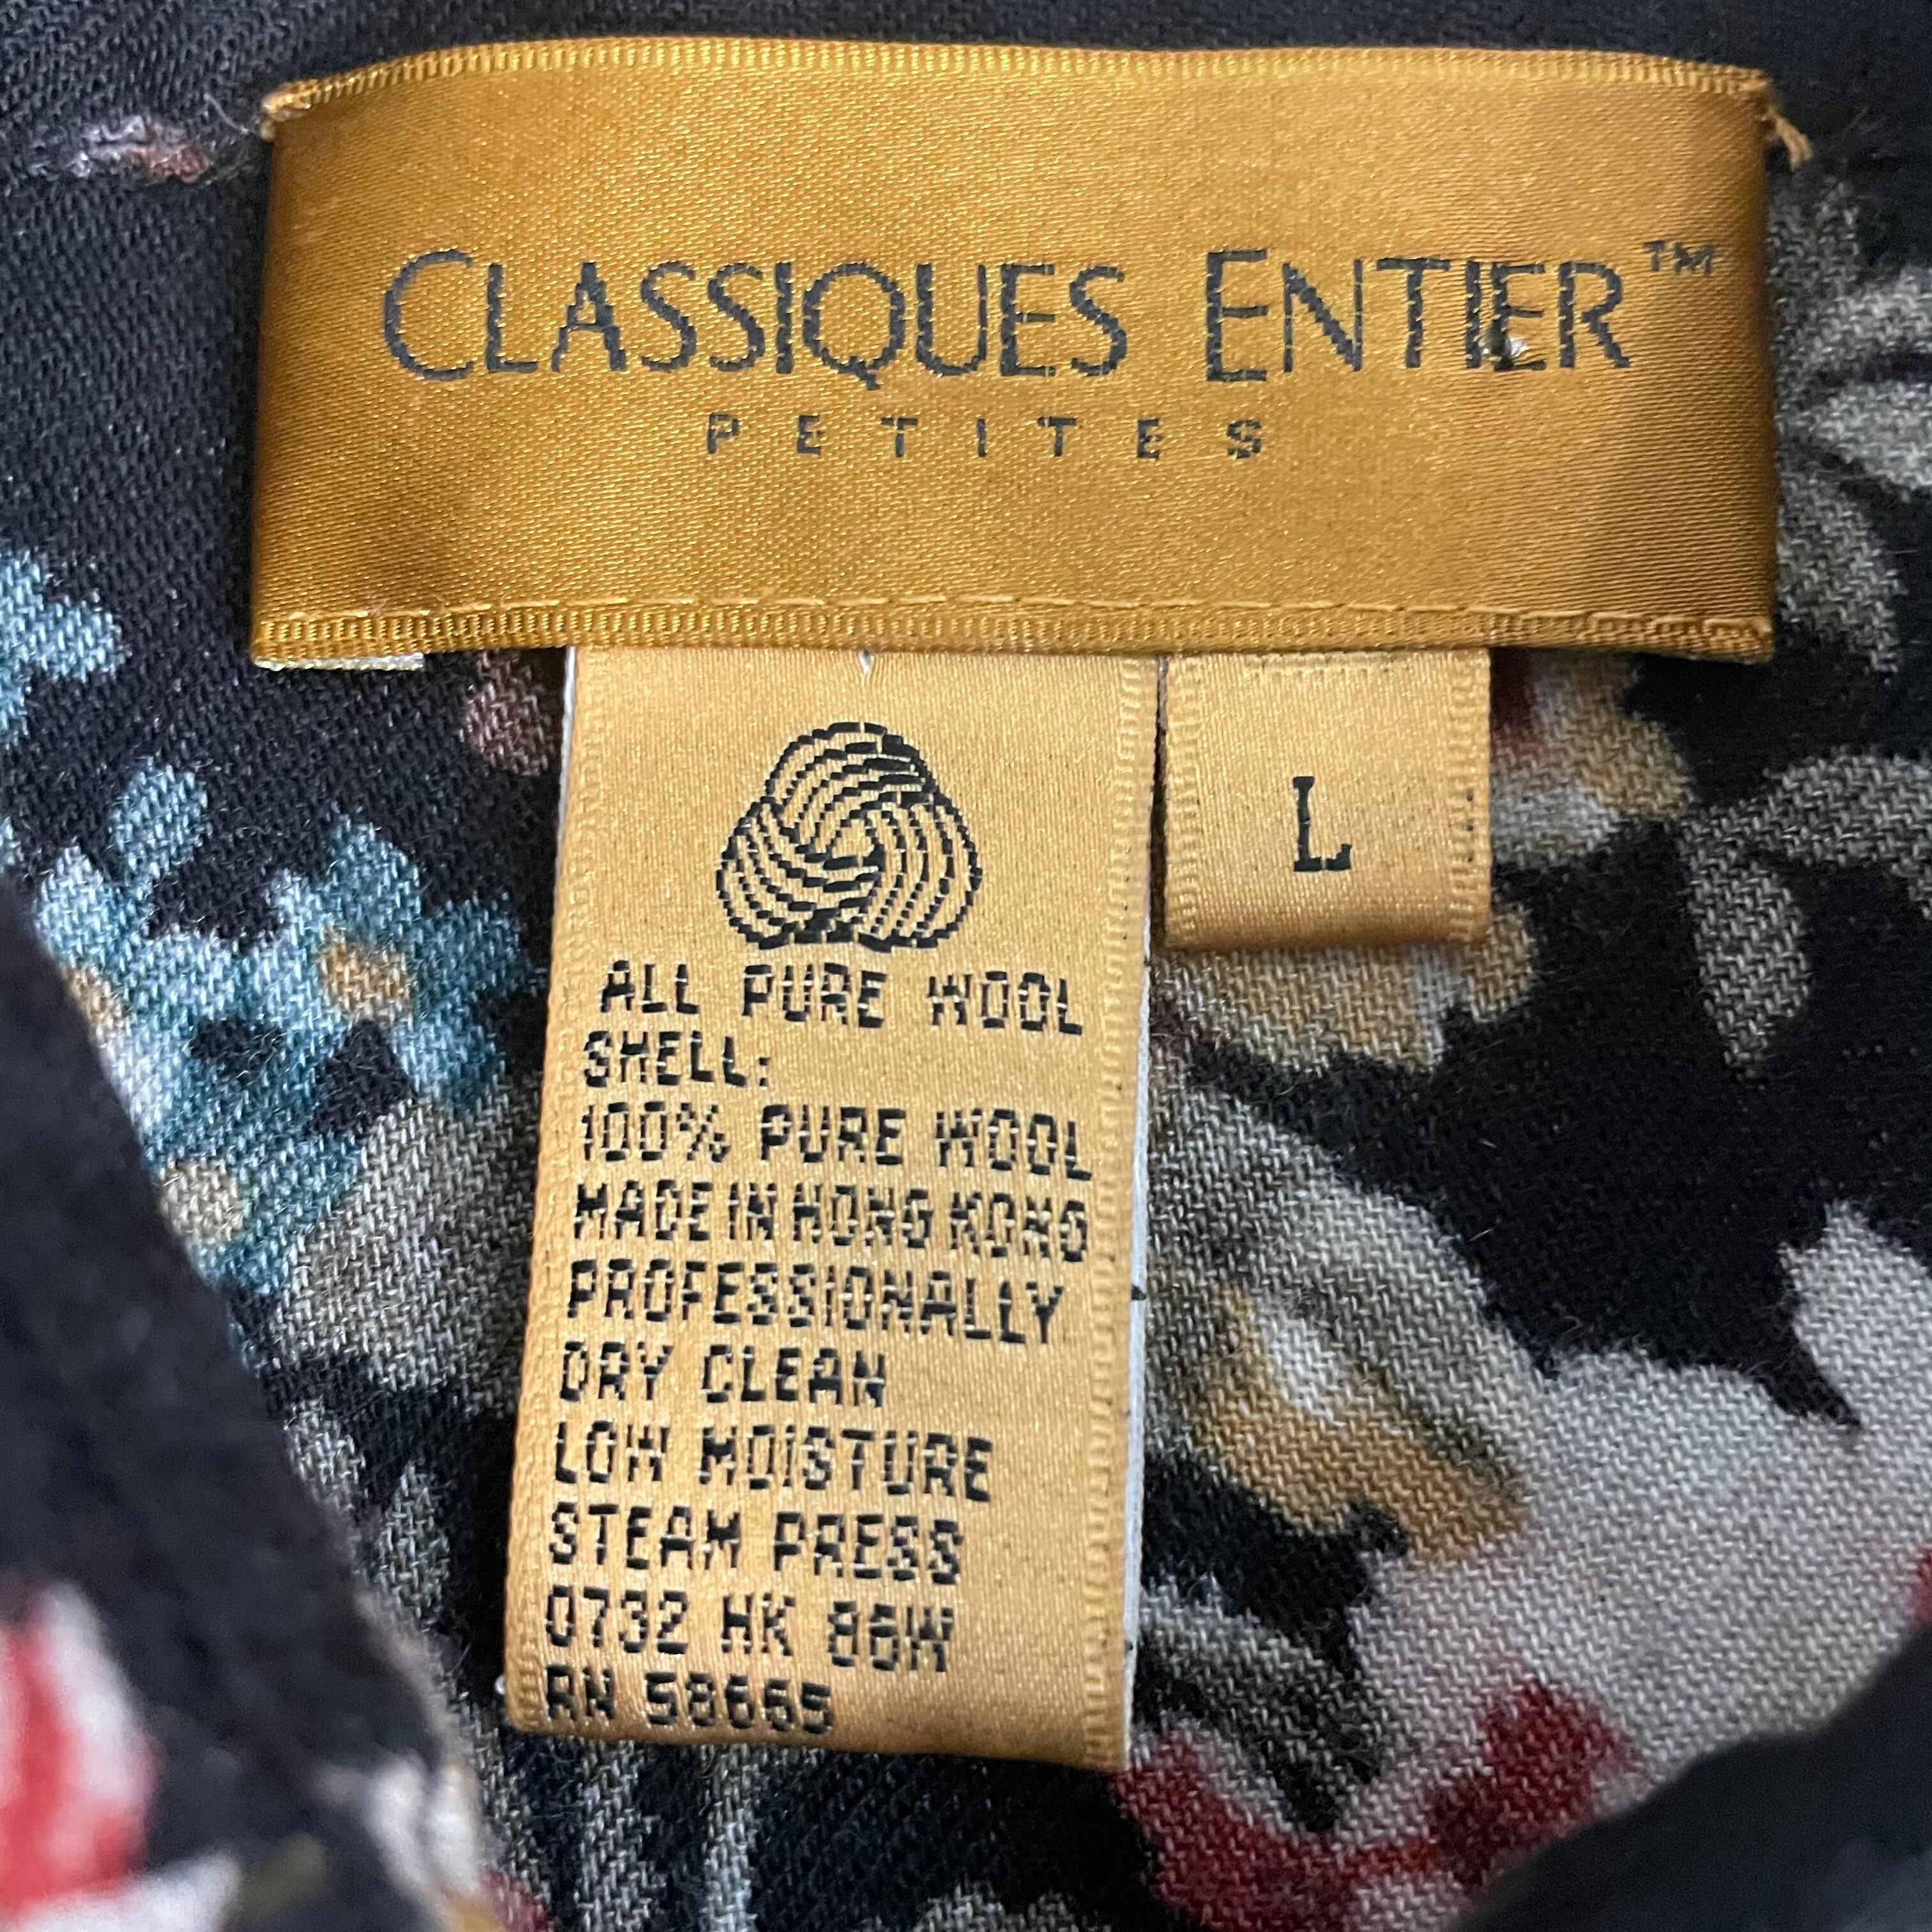 CLASSIQUES ENTIER™
PETITES
L
ALL PURE WOOL
SHELL:
100% PURE WOOL
MADE IN HONG KONG
PROFESSIONALLY
DRY CLEAN
LOW MOISTURE
STEAM PRESS
0732 HK 86W
RN 58665